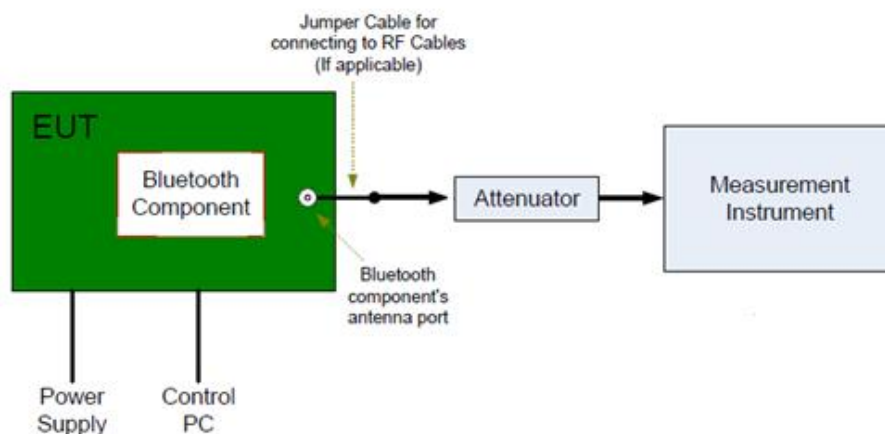 Jumper Cable for
connecting to RF Cables
(If applicable)
EUT
Bluetooth
Component
Attenuator
Measurement
Instrument
Bluetooth
component's
antenna port
Power
Supply
Control
PC